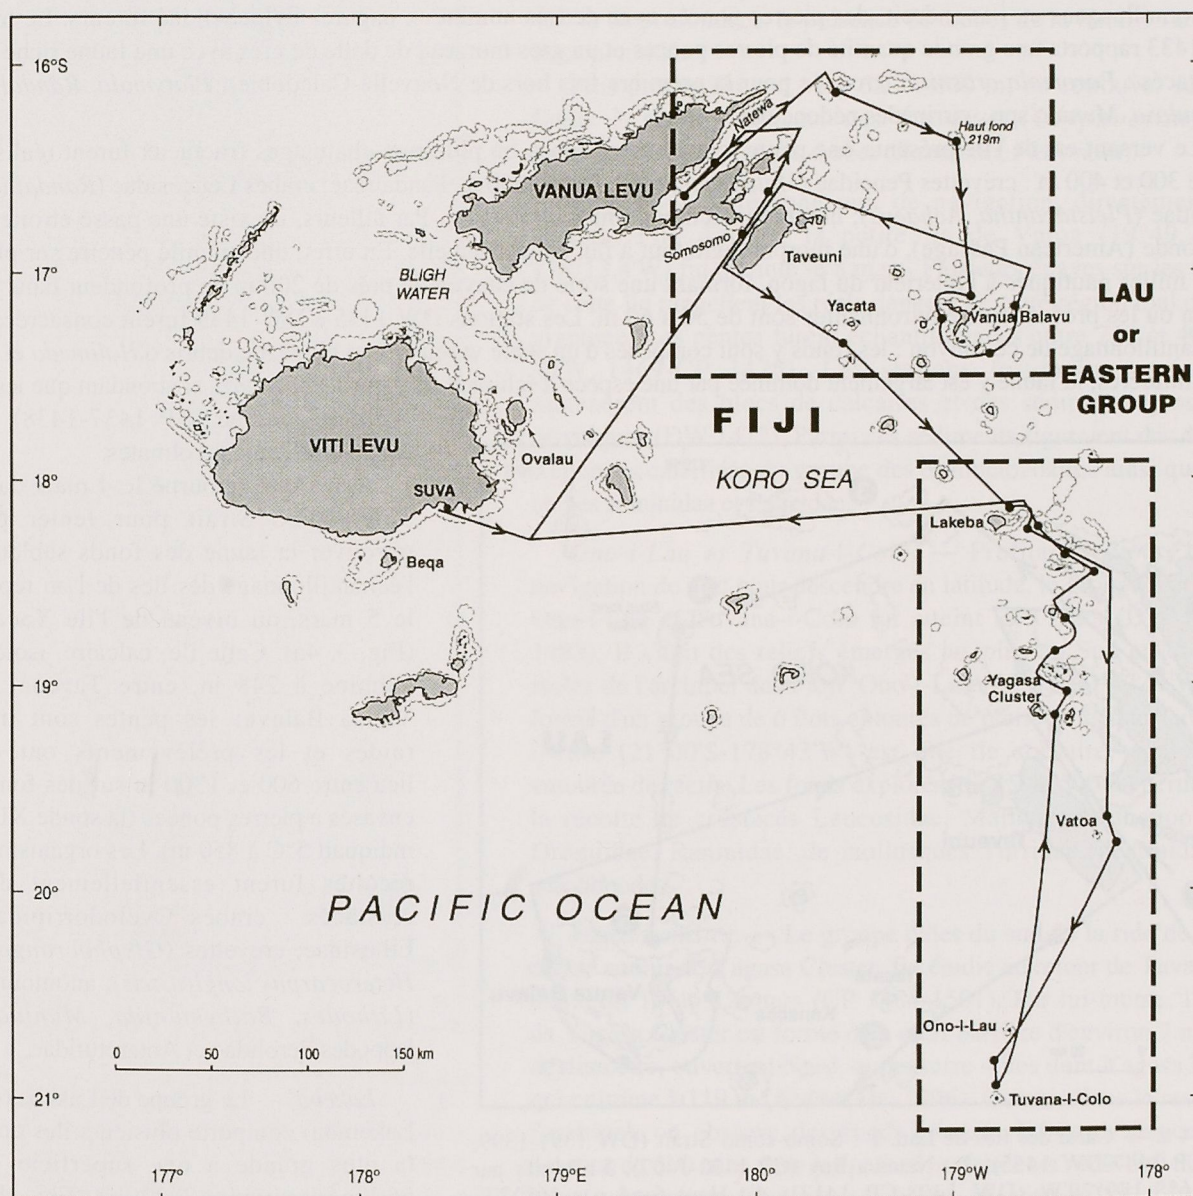 16°S
Natewa
Haut fond
219m
VANUA LEVU
Somosomo
17°
BLIGH
WATER
Taveuni
Yacata
Vanua Balavu
LAU
or
EASTERN
GROUP
FIJI
VITI LEVU
Ovalau
18°
SUVA
KORO SEA
Lakeba
Beqa
19°
Yagasa
Cluster
Vatoa
20°
PACIFIC OCEAN
Ono-I-Lau
0 50 100 150 km
21°
Tuvana-I-Colo
177° 178° 179°E 180° 179°W 178°